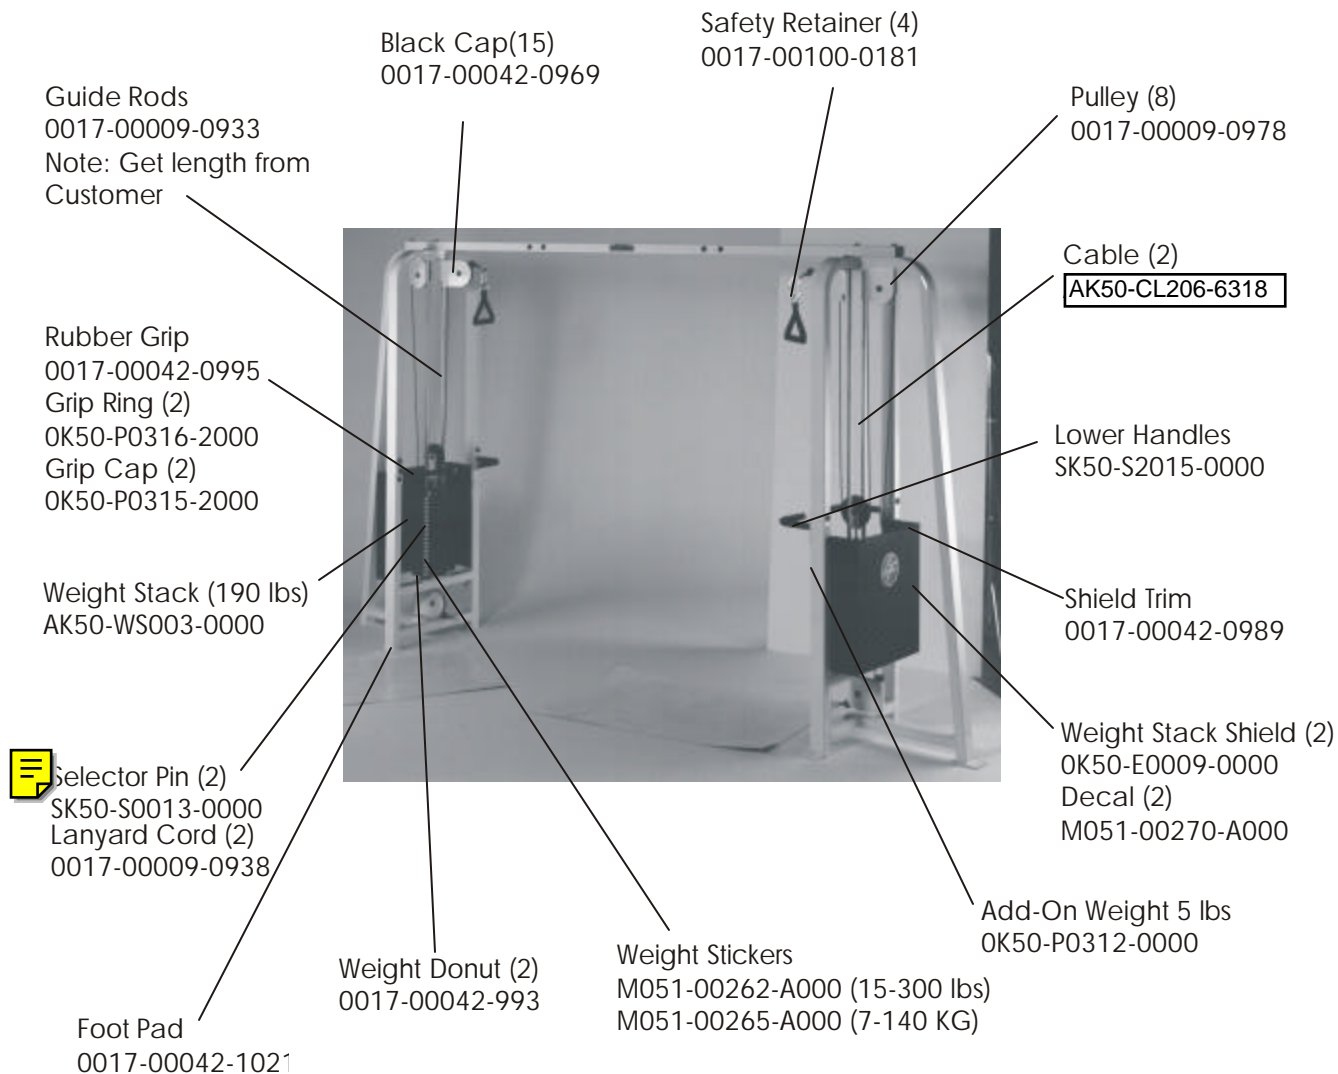 Safety Retainer (4)
0017-00100-0181
Black Cap(15)
0017-00042-0969
Guide Rods
0017-00009-0933
Note: Get length from
Customer
Pulley (8)
0017-00009-0978
Cable (2)
AK50-CL206-6318
Rubber Grip
0017-00042-0995
Grip Ring (2)
0K50-P0316-2000
Grip Cap (2)
0K50-P0315-2000
Lower Handles
SK50-S2015-0000
Weight Stack (190 lbs)
AK50-WS003-0000
Shield Trim
0017-00042-0989
Weight Stack Shield (2)
0K50-E0009-0000
Decal (2)
M051-00270-A000
Selector Pin (2)
SK50-S0013-0000
Lanyard Cord (2)
0017-00009-0938
Add-On Weight 5 lbs
0K50-P0312-0000
Weight Donut (2)
0017-00042-993
Weight Stickers
M051-00262-A000 (15-300 lbs)
M051-00265-A000 (7-140 KG)
Foot Pad
0017-00042-1021